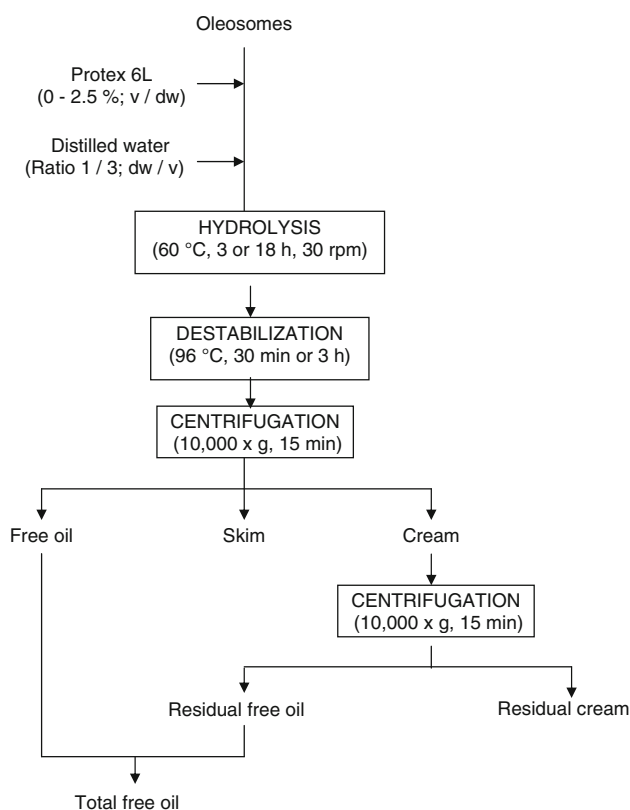 Oleosomes
Protex 6L
(0 - 2.5 %; v / dw)
Distilled water
(Ratio 1 / 3; dw / v)
HYDROLYSIS
(60 °C, 3 or 18 h, 30 rpm)
DESTABILIZATION
(96 °C, 30 min or 3 h)
CENTRIFUGATION
(10,000 x g, 15 min)
Free oil
Skim
Cream
CENTRIFUGATION
(10,000 x g, 15 min)
Residual free oil
Residual cream
Total free oil